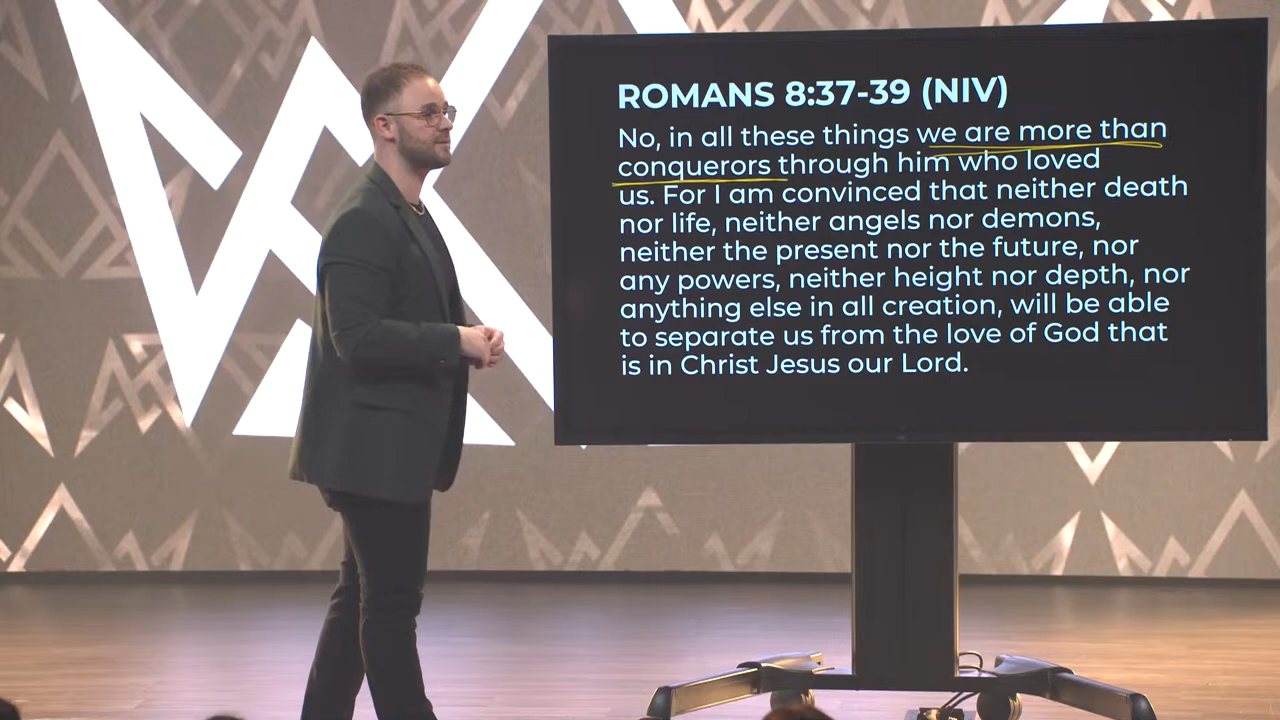 ROMANS 8:37-39 (NIV)
No, in all these things we are more than
conquerors through him who loved
us. For I am convinced that neither death
nor life, neither angels nor demons,
neither the present nor the future, nor
any powers, neither height nor depth, nor
anything else in all creation, will be able
to separate us from the love of God that
is in Christ Jesus our Lord.